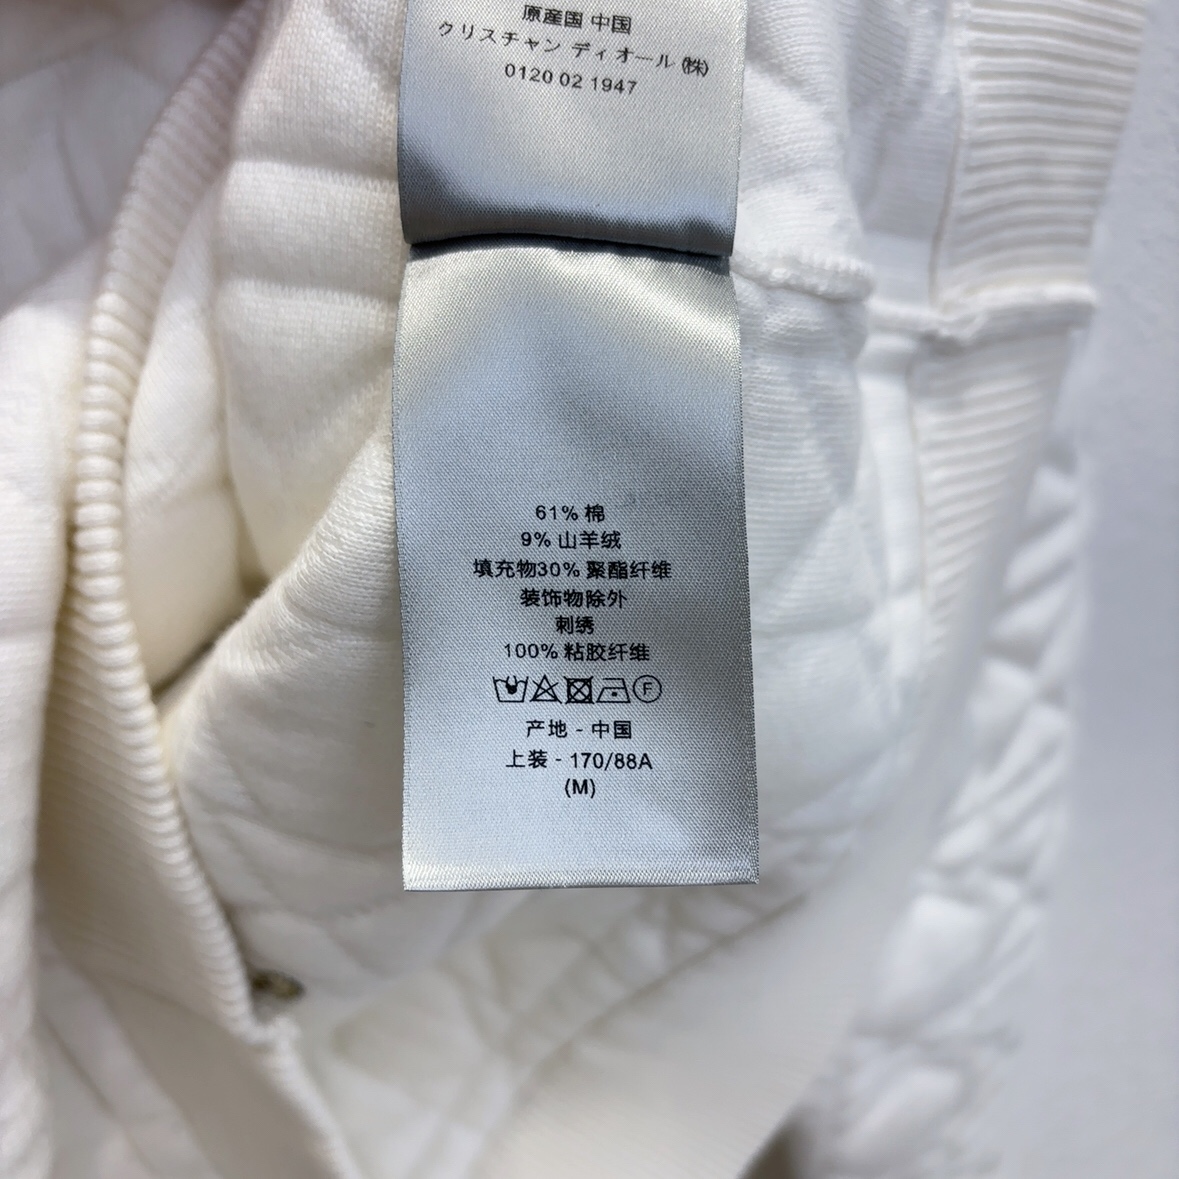 原産国 中国
クリスチャン ディオール ㈱
0120 02 1947
61% 棉
9% 山羊绒
填充物30% 聚酯纤维
装饰物除外
刺绣
100% 粘胶纤维
F
产地 - 中国
上装 - 170/88A
(M)